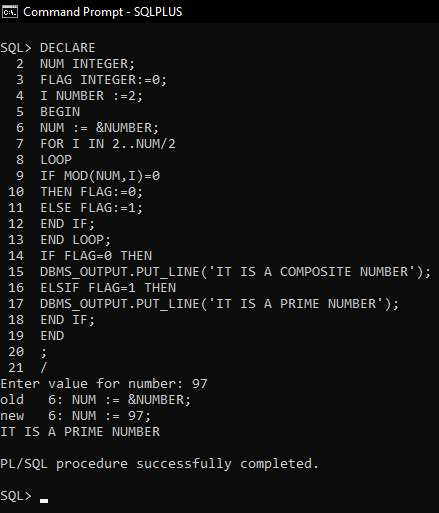 Command Prompt - SQLPLUS
SQL> DECLARE
  2  NUM INTEGER;
  3  FLAG INTEGER:=0;
  4  I NUMBER :=2;
  5  BEGIN
  6  NUM := &NUMBER;
  7  FOR I IN 2..NUM/2
  8  LOOP
  9  IF MOD(NUM,I)=0
 10  THEN FLAG:=0;
 11  ELSE FLAG:=1;
 12  END IF;
 13  END LOOP;
 14  IF FLAG=0 THEN
 15  DBMS_OUTPUT.PUT_LINE('IT IS A COMPOSITE NUMBER');
 16  ELSIF FLAG=1 THEN
 17  DBMS_OUTPUT.PUT_LINE('IT IS A PRIME NUMBER');
 18  END IF;
 19  END
 20  ;
 21  /
Enter value for number: 97
old   6: NUM := &NUMBER;
new   6: NUM := 97;
IT IS A PRIME NUMBER
PL/SQL procedure successfully completed.
SQL>